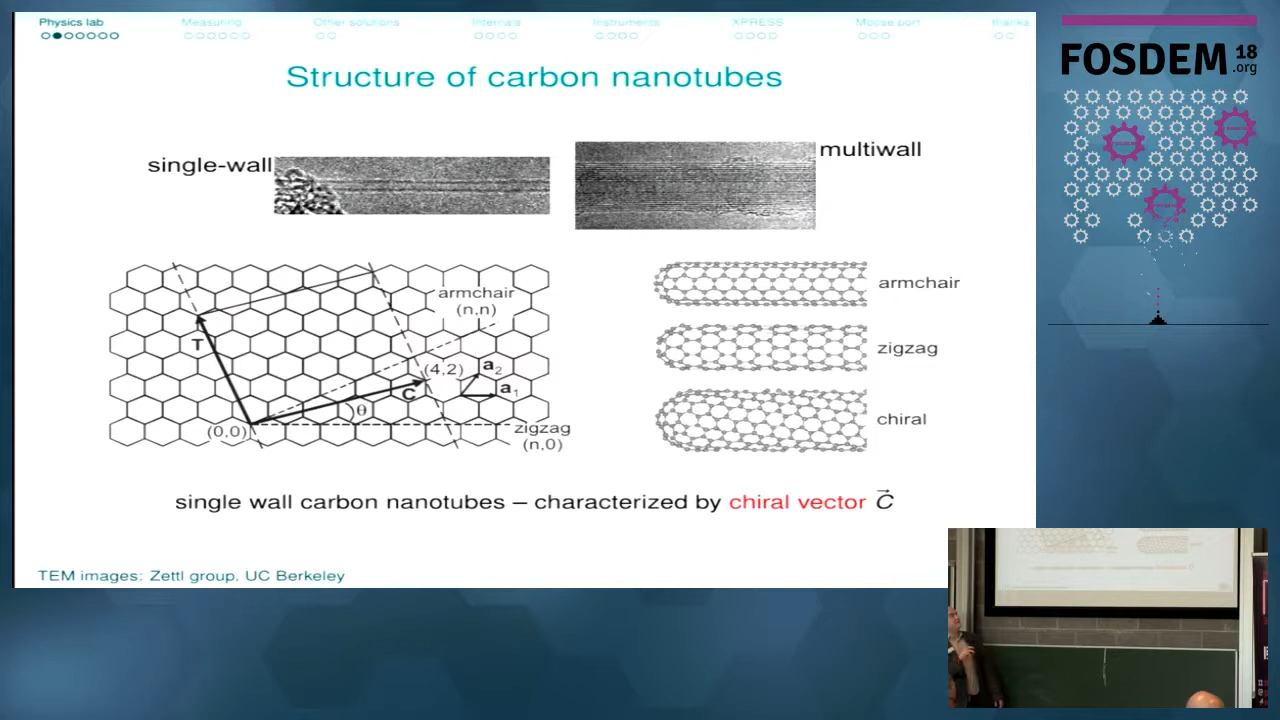 Physics lab
Measuring
Other solutions
Internals
Instruments
XPRESS
Mouse port
thanks
Structure of carbon nanotubes
single-wall
multiwall
armchair
(n,n)
T
(4,2)
a2
a1
C
θ
(0,0)
zigzag
(n,0)
armchair
zigzag
chiral
single wall carbon nanotubes – characterized by chiral vector C⃗
TEM images: Zettl group, UC Berkeley
FOSDEM 18
.org